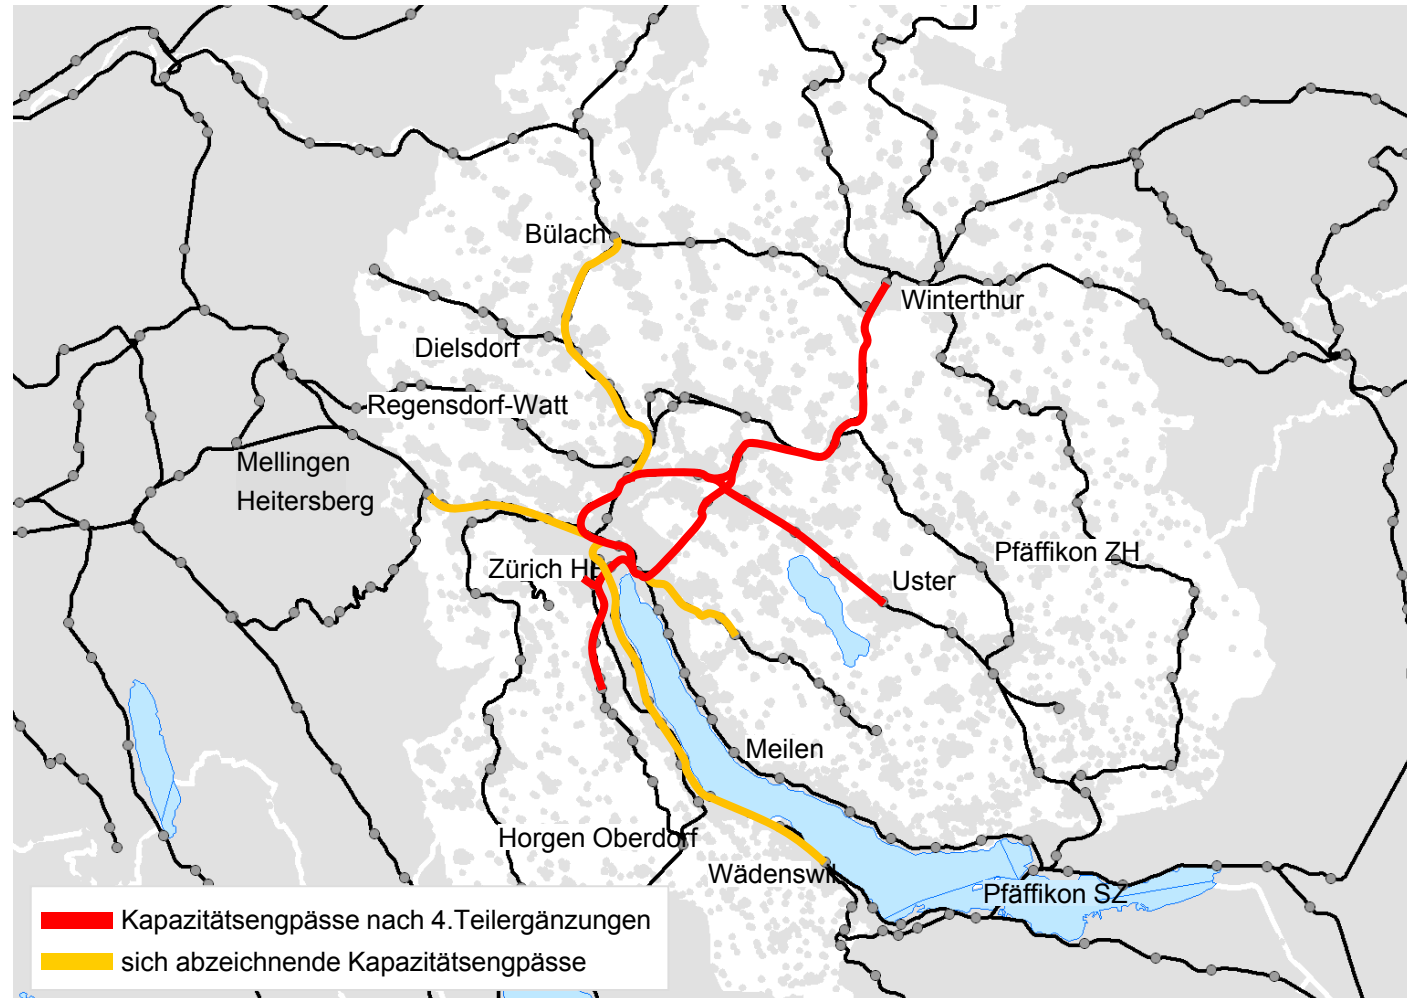 Bülach
Winterthur
Dielsdorf
Regensdorf-Watt
Mellingen
Heitersberg
Pfäffikon ZH
Zürich HB
Uster
Meilen
Horgen Oberdorf
Wädenswil
Pfäffikon SZ
Kapazitätsengpässe nach 4.Teilergänzungen
sich abzeichnende Kapazitätsengpässe